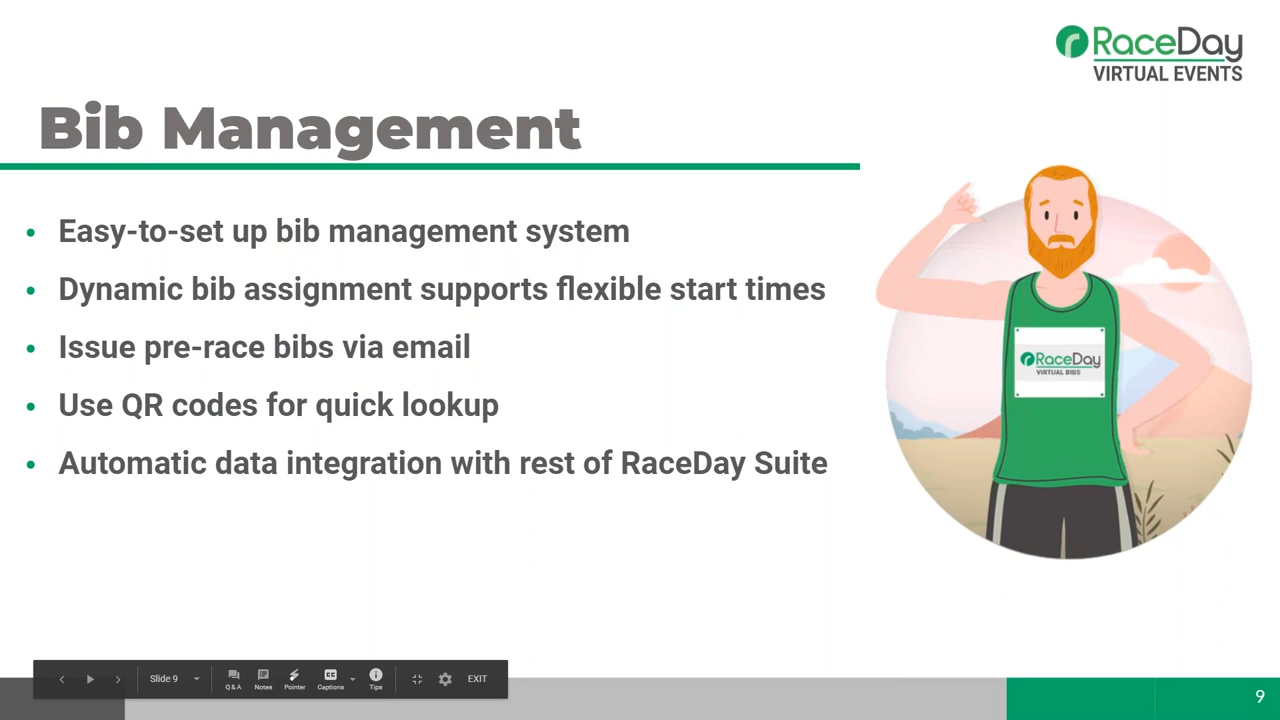 RaceDay
VIRTUAL EVENTS
Bib Management
• Easy-to-set up bib management system
• Dynamic bib assignment supports flexible start times
• Issue pre-race bibs via email
• Use QR codes for quick lookup
• Automatic data integration with rest of RaceDay Suite
RaceDay
VIRTUAL BIBS
Slide 9
Q & A
Notes
Pointer
CC
Captions
Tips
EXIT
9